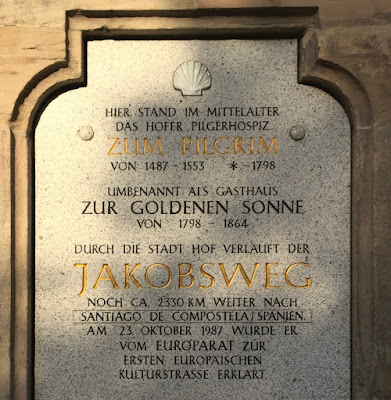 HIER STAND IM MITTELALTER
DAS HOFER PILGERHOSPIZ
ZUM PILGRIM
VON 1487 - 1553 * - 1798
UMBENANNT ALS GASTHAUS
ZUR GOLDENEN SONNE
VON 1798 - 1864
DURCH DIE STADT HOF VERLÄUFT DER
JAKOBSWEG
NOCH CA. 2330 KM WEITER NACH
SANTIAGO DE COMPOSTELA/SPANIEN.
AM 23. OKTOBER 1987 WURDE ER
VOM EUROPARAT ZUR
ERSTEN EUROPÄISCHEN
KULTURSTRASSE ERKLÄRT.